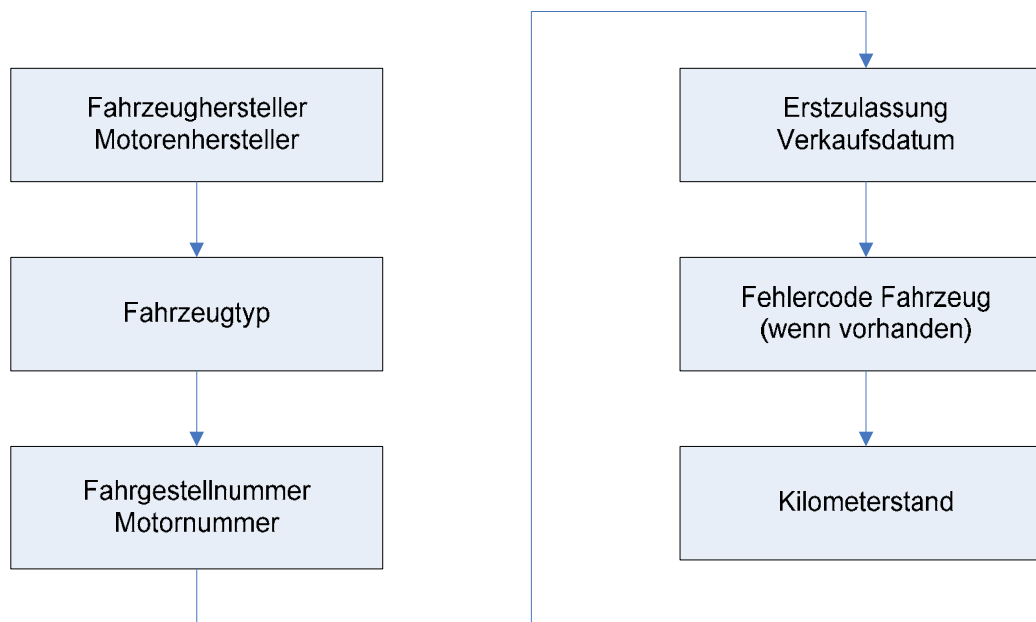 Fahrzeughersteller
Motorenhersteller
Fahrzeugtyp
Fahrgestellnummer
Motornummer
Erstzulassung
Verkaufsdatum
Fehlercode Fahrzeug
(wenn vorhanden)
Kilometerstand